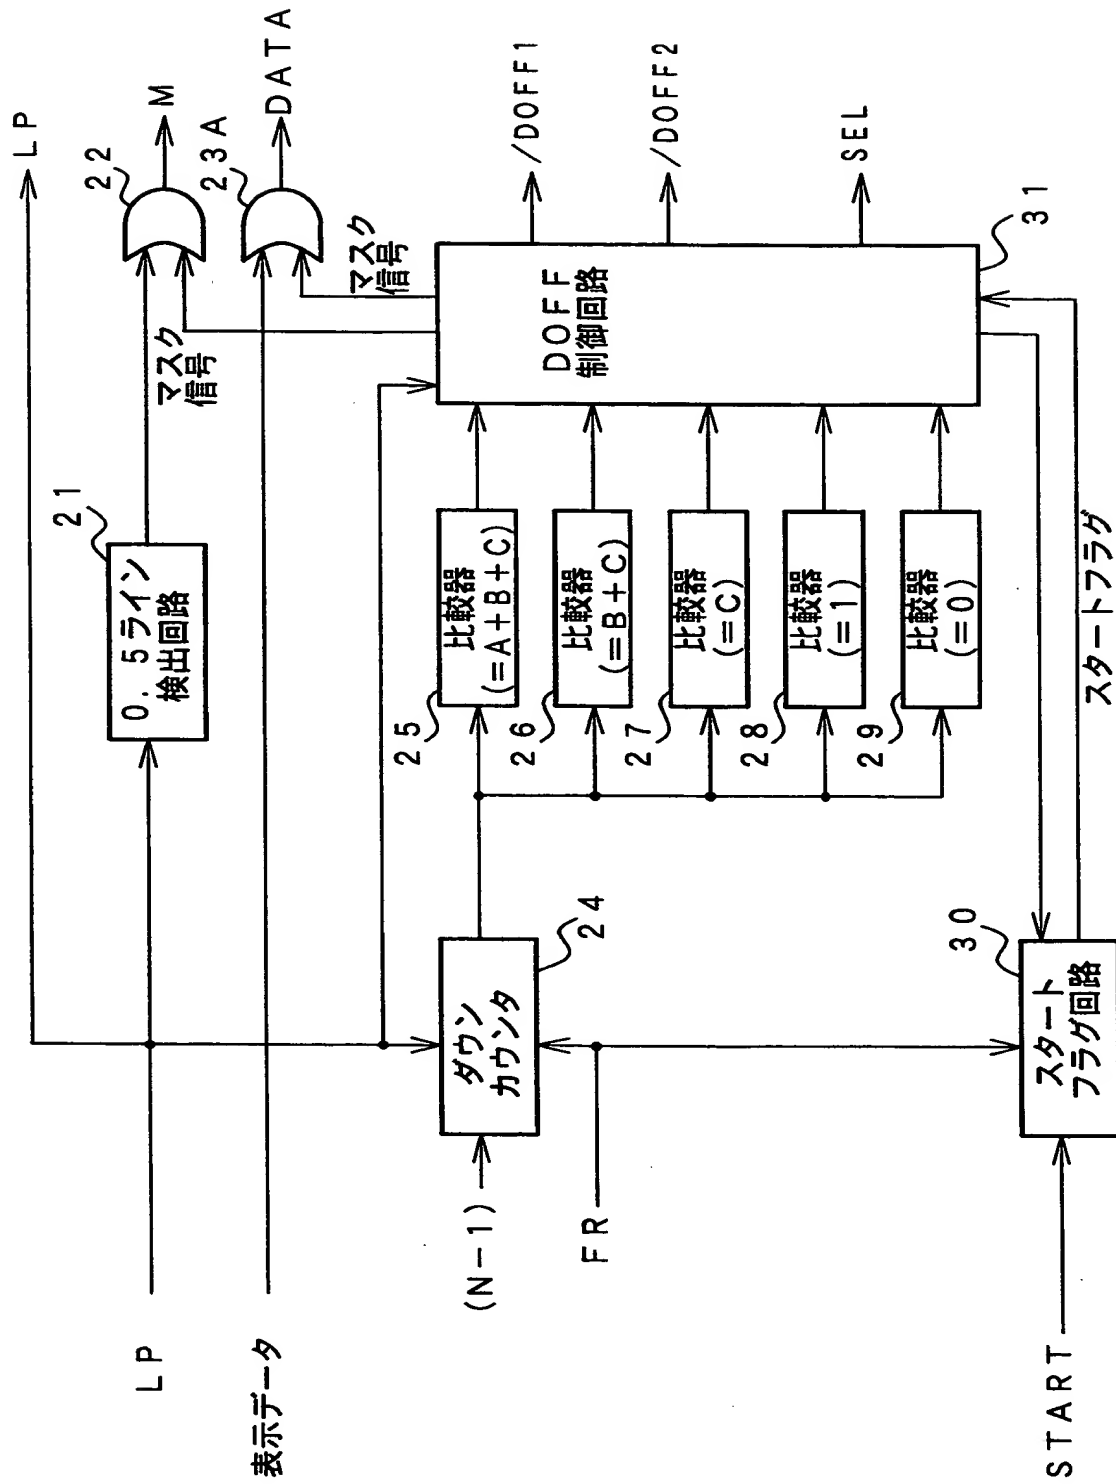 LP
表示データ
(N-1)
FR
START
21
0.5ライン
検出回路
ダウン
カウンタ
24
スタート
フラグ回路
30
25
比較器
(=A+B+C)
26
比較器
(=B+C)
27
比較器
(=C)
28
比較器
(=1)
29
比較器
(=0)
スタートフラグ
マスク
信号
マスク
信号
DOFF
制御回路
31
22
23A
LP
M
DATA
/DOFF1
/DOFF2
SEL